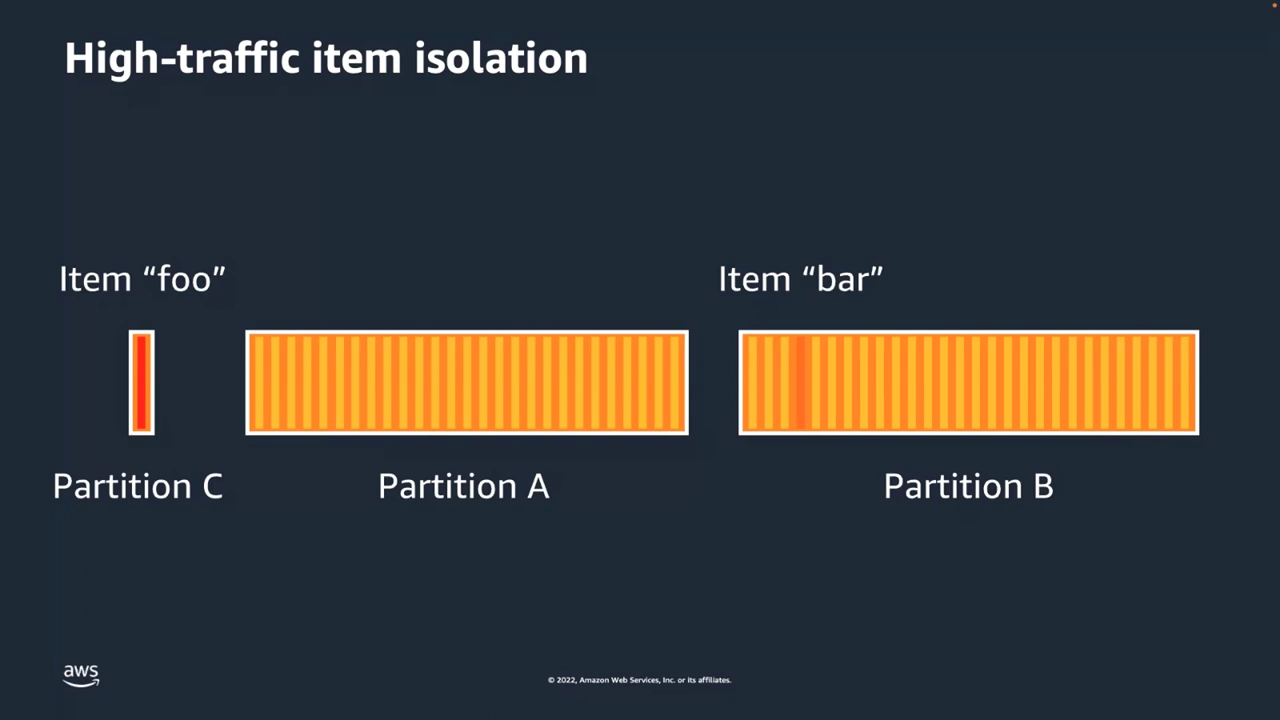 High-traffic item isolation
Item “foo”
Item “bar”
Partition C
Partition A
Partition B
aws
© 2022, Amazon Web Services, Inc. or its affiliates.